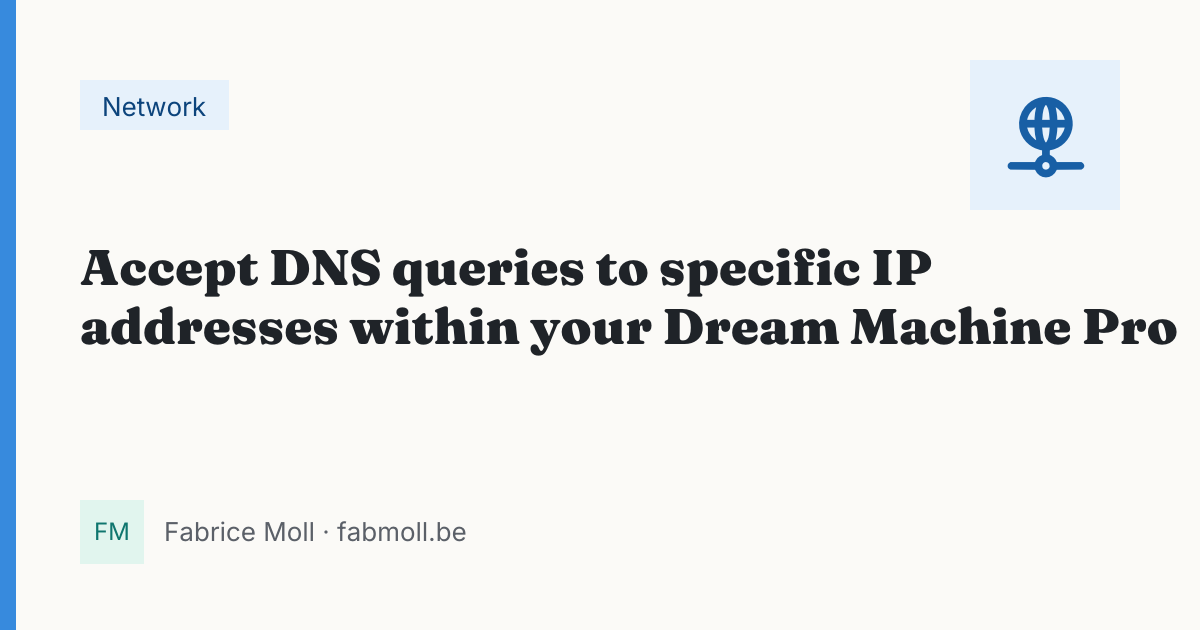 Network
Accept DNS queries to specific IP
addresses within your Dream Machine Pro
FM
Fabrice Moll · fabmoll.be